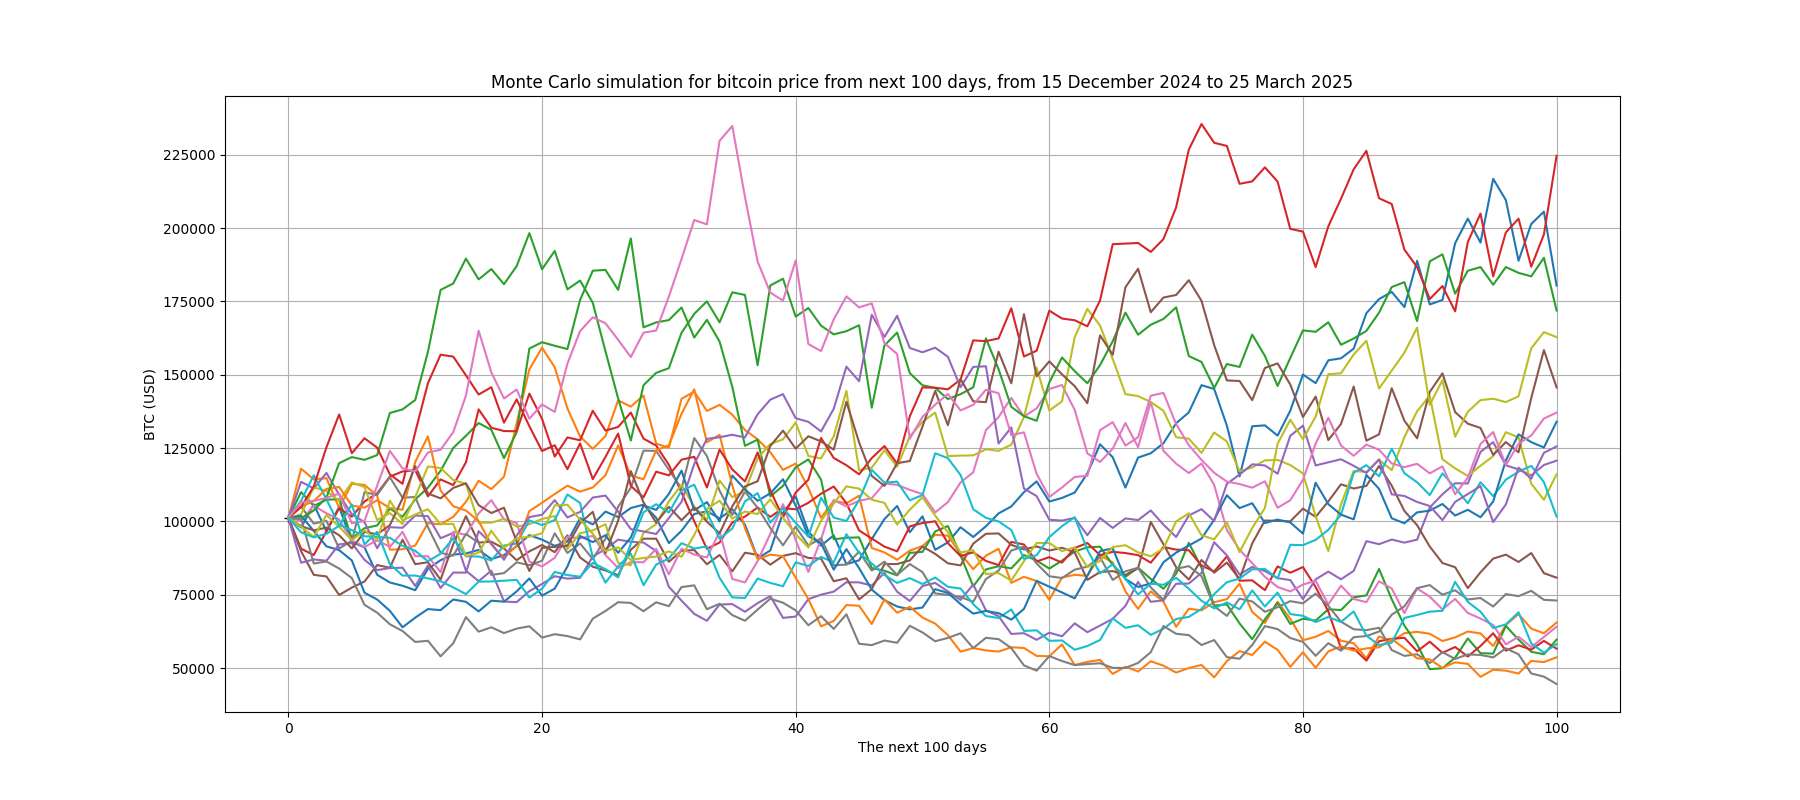 Monte Carlo simulation for bitcoin price from next 100 days, from 15 December 2024 to 25 March 2025
225000
200000
175000
150000
125000
100000
75000
50000
BTC (USD)
0 20 40 60 80 100
The next 100 days